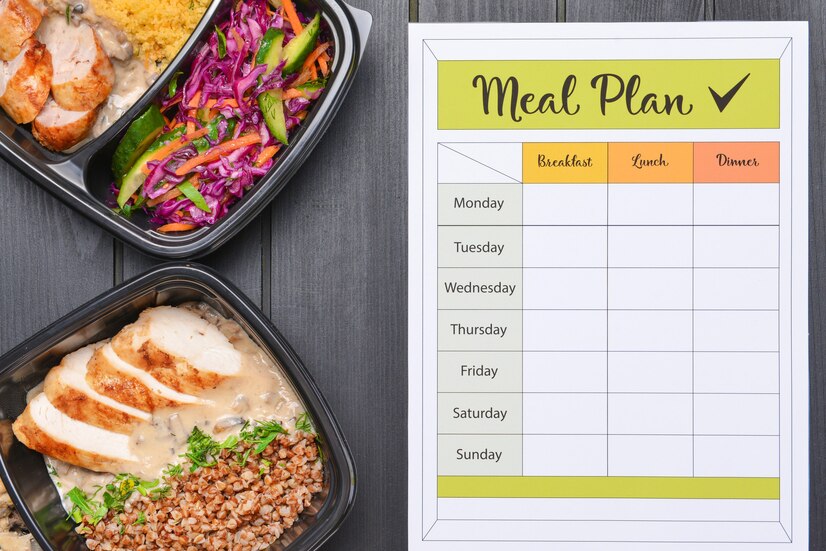 Meal Plan ✓
Breakfast Lunch Dinner
Monday
Tuesday
Wednesday
Thursday
Friday
Saturday
Sunday